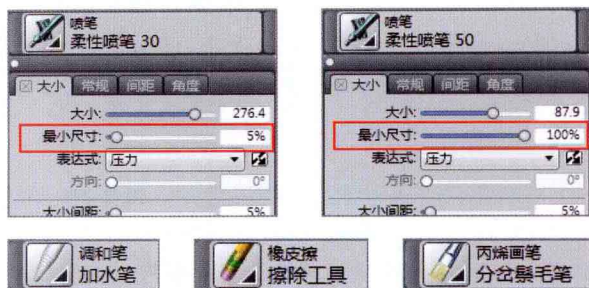 喷笔
柔性喷笔 30
大小 常规 间距 角度
大小: 276.4
最小尺寸: 5%
表达式: 压力
方向: 0°
大小间距: 5%
喷笔
柔性喷笔 50
大小 常规 间距 角度
大小: 87.9
最小尺寸: 100%
表达式: 压力
方向: 0°
大小间距: 5%
调和笔
加水笔
橡皮擦
擦除工具
丙烯画笔
分岔鬃毛笔